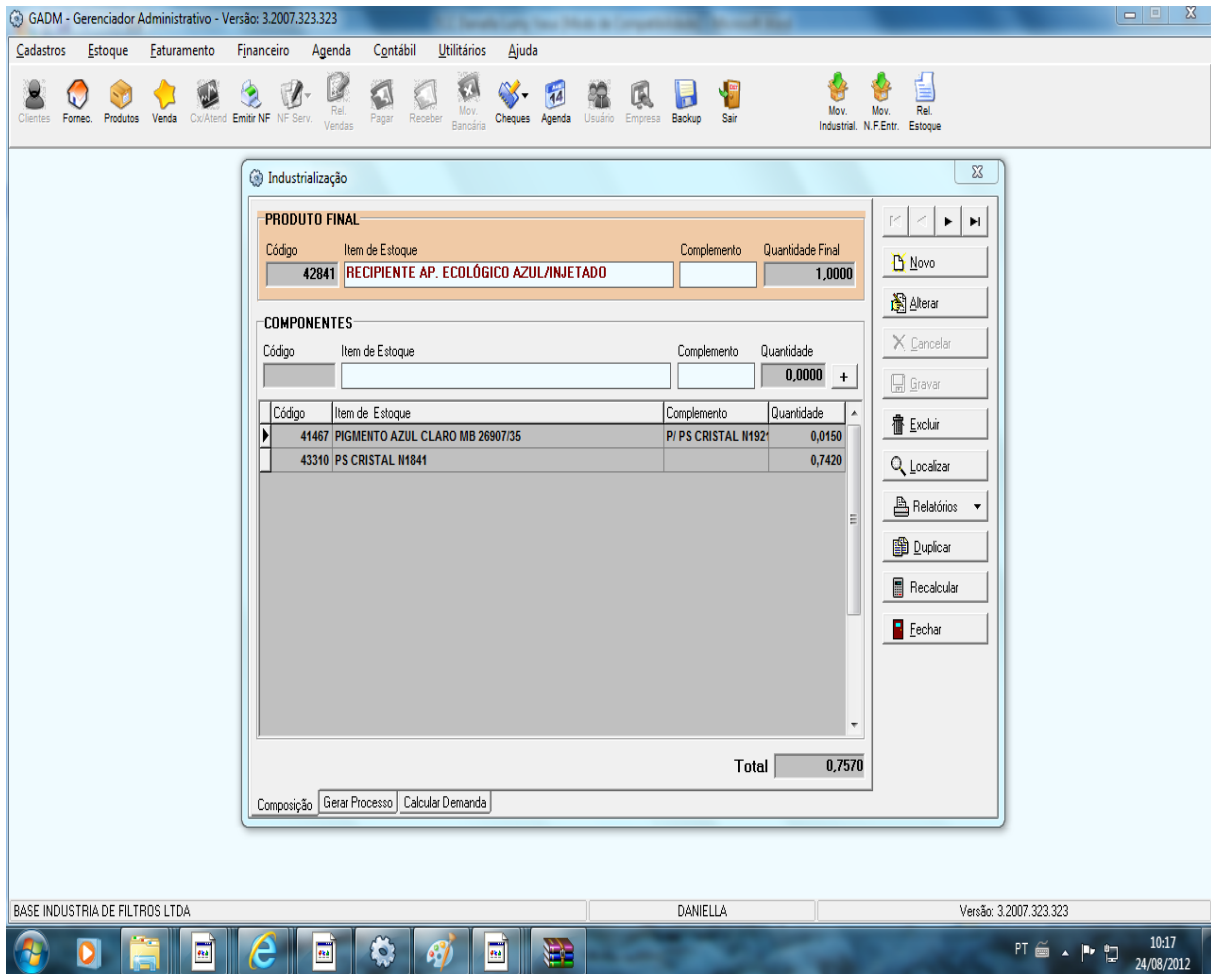 GADM - Gerenciador Administrativo - Versão: 3.2007.323.323
Cadastros Estoque Faturamento Financeiro Agenda Contábil Utilitários Ajuda
Clientes Fornec. Produtos Venda Cx/Atend Emitir NF NF Serv. Rel. Vendas Pagar Receber Mov. Bancária Cheques Agenda Usuário Empresa Backup Sair Mov. Industrial. Mov. N.F.Entr. Rel. Estoque
Industrialização
PRODUTO FINAL
Código Item de Estoque Complemento Quantidade Final
42841 RECIPIENTE AP. ECOLÓGICO AZUL/INJETADO 1,0000
COMPONENTES
Código Item de Estoque Complemento Quantidade
0,0000 +
Código Item de Estoque Complemento Quantidade
41467 PIGMENTO AZUL CLARO MB 26907/35 P/ PS CRISTAL N192 0,0150
43310 PS CRISTAL N1841 0,7420
Total 0,7570
Composição Gerar Processo Calcular Demanda
Novo
Alterar
Cancelar
Gravar
Excluir
Localizar
Relatórios
Duplicar
Recalcular
Fechar
BASE INDUSTRIA DE FILTROS LTDA DANIELLA Versão: 3.2007.323.323
PT 10:17
24/08/2012